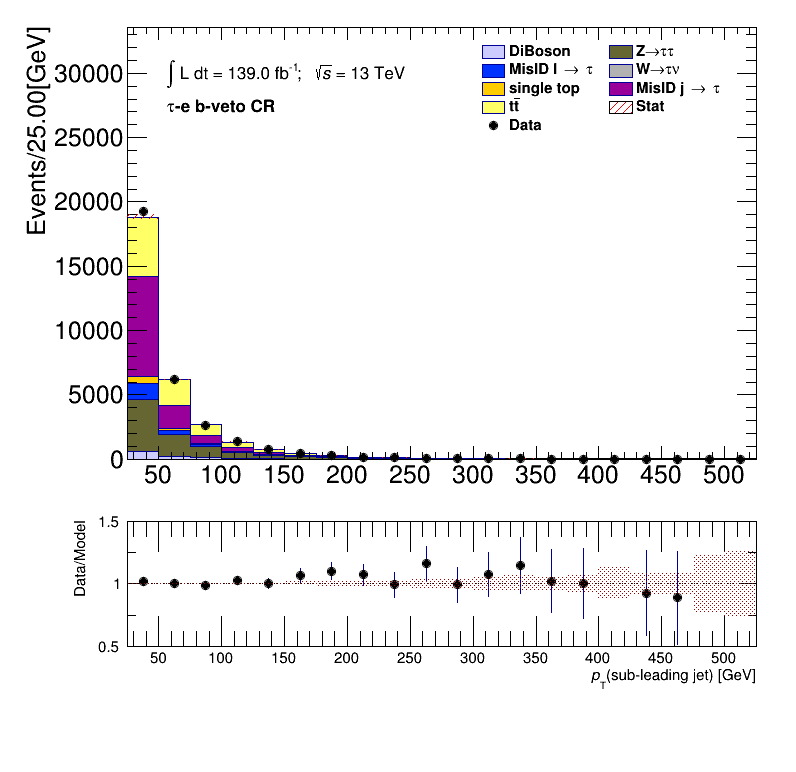 Events/25.00[GeV]
30000
25000
20000
15000
10000
5000
0
∫ L dt = 139.0 fb⁻¹; √s = 13 TeV
τ-e b-veto CR
DiBoson
MisID l → τ
single top
tt̄
Data
Z→ττ
W→τν
MisID j → τ
Stat
50 100 150 200 250 300 350 400 450 500
Data/Model
1.5
1
0.5
50 100 150 200 250 300 350 400 450 500
p_T(sub-leading jet) [GeV]